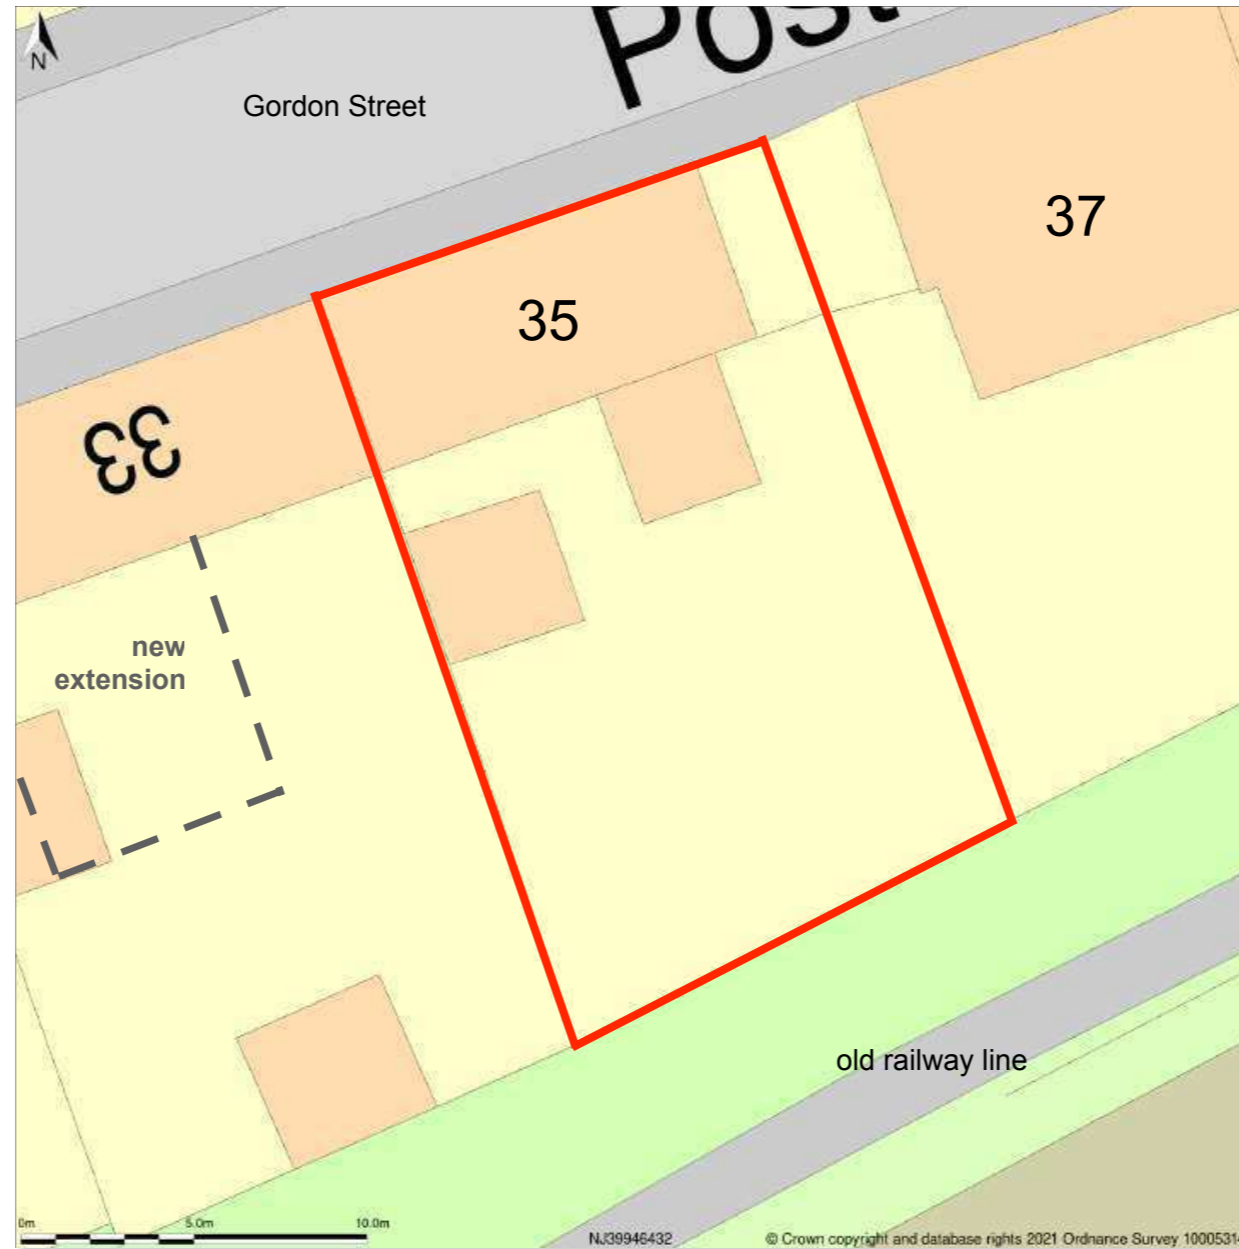 N
Post
Gordon Street
37
35
33
new
extension
old railway line
0m 5.0m 10.0m
NJ39946432
© Crown copyright and database rights 2021 Ordnance Survey 10005314